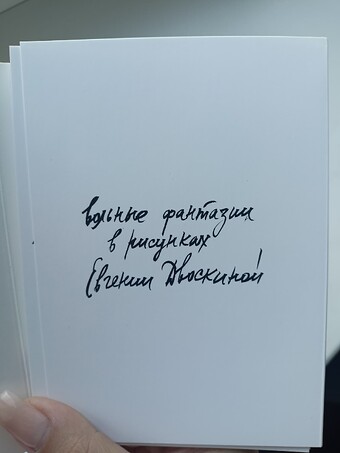 вольные фантазии
в рисунках
Евгении Двоскиной